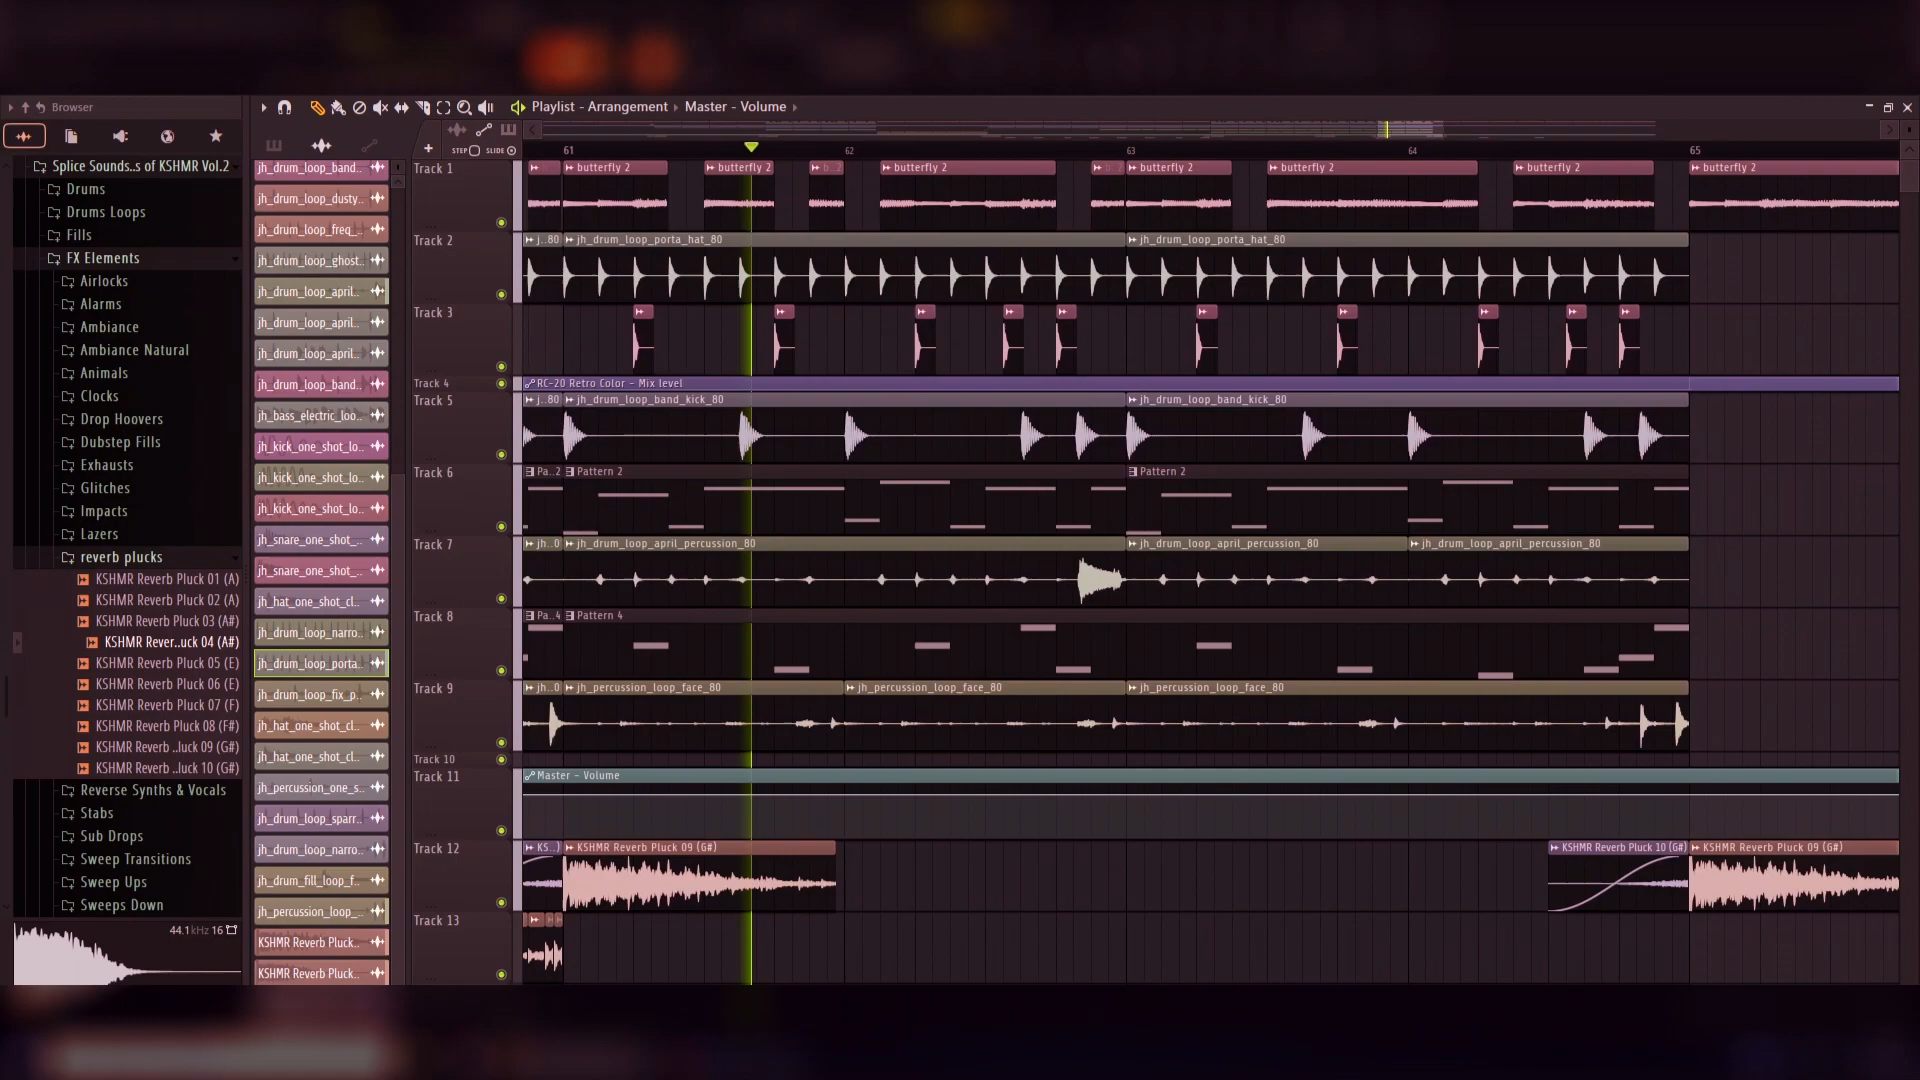 Browser
Playlist - Arrangement › Master - Volume ›
STEP SLIDE
61 62 63 64 65
Splice Sounds..s of KSHMR Vol.2
Drums
Drums Loops
Fills
FX Elements
Airlocks
Alarms
Ambiance
Ambiance Natural
Animals
Clocks
Drop Hoovers
Dubstep Fills
Exhausts
Glitches
Impacts
Lazers
reverb plucks
KSHMR Reverb Pluck 01 (A)
KSHMR Reverb Pluck 02 (A)
KSHMR Reverb Pluck 03 (A#)
KSHMR Rever..uck 04 (A#)
KSHMR Reverb Pluck 05 (E)
KSHMR Reverb Pluck 06 (E)
KSHMR Reverb Pluck 07 (F)
KSHMR Reverb Pluck 08 (F#)
KSHMR Reverb ..luck 09 (G#)
KSHMR Reverb ..luck 10 (G#)
Reverse Synths & Vocals
Stabs
Sub Drops
Sweep Transitions
Sweep Ups
Sweeps Down
44.1kHz 16
jh_drum_loop_band..
jh_drum_loop_dusty..
jh_drum_loop_freq_..
jh_drum_loop_ghost..
jh_drum_loop_april..
jh_drum_loop_april..
jh_drum_loop_april..
jh_drum_loop_band..
jh_bass_electric_loo..
jh_kick_one_shot_lo..
jh_kick_one_shot_lo..
jh_kick_one_shot_lo..
jh_snare_one_shot_..
jh_snare_one_shot_..
jh_hat_one_shot_cl..
jh_drum_loop_narro..
jh_drum_loop_porta..
jh_drum_loop_fix_p..
jh_hat_one_shot_cl..
jh_hat_one_shot_cl..
jh_percussion_one_s..
jh_drum_loop_sparr..
jh_drum_loop_narro..
jh_drum_fill_loop_f..
jh_percussion_loop_..
KSHMR Reverb Pluck..
KSHMR Reverb Pluck..
Track 1 butterfly 2 butterfly 2 butterfly 2 butterfly 2 butterfly 2 butterfly 2 butterfly 2
Track 2 j..80 jh_drum_loop_porta_hat_80 jh_drum_loop_porta_hat_80
Track 3
Track 4 RC-20 Retro Color - Mix level
Track 5 j..80 jh_drum_loop_band_kick_80 jh_drum_loop_band_kick_80
Track 6 Pa..2 Pattern 2 Pattern 2
Track 7 jh..0 jh_drum_loop_april_percussion_80 jh_drum_loop_april_percussion_80 jh_drum_loop_april_percussion_80
Track 8 Pa..4 Pattern 4
Track 9 jh..0 jh_percussion_loop_face_80 jh_percussion_loop_face_80 jh_percussion_loop_face_80
Track 10
Track 11 Master - Volume
Track 12 KS..) KSHMR Reverb Pluck 09 (G#) KSHMR Reverb Pluck 10 (G#) KSHMR Reverb Pluck 09 (G#)
Track 13